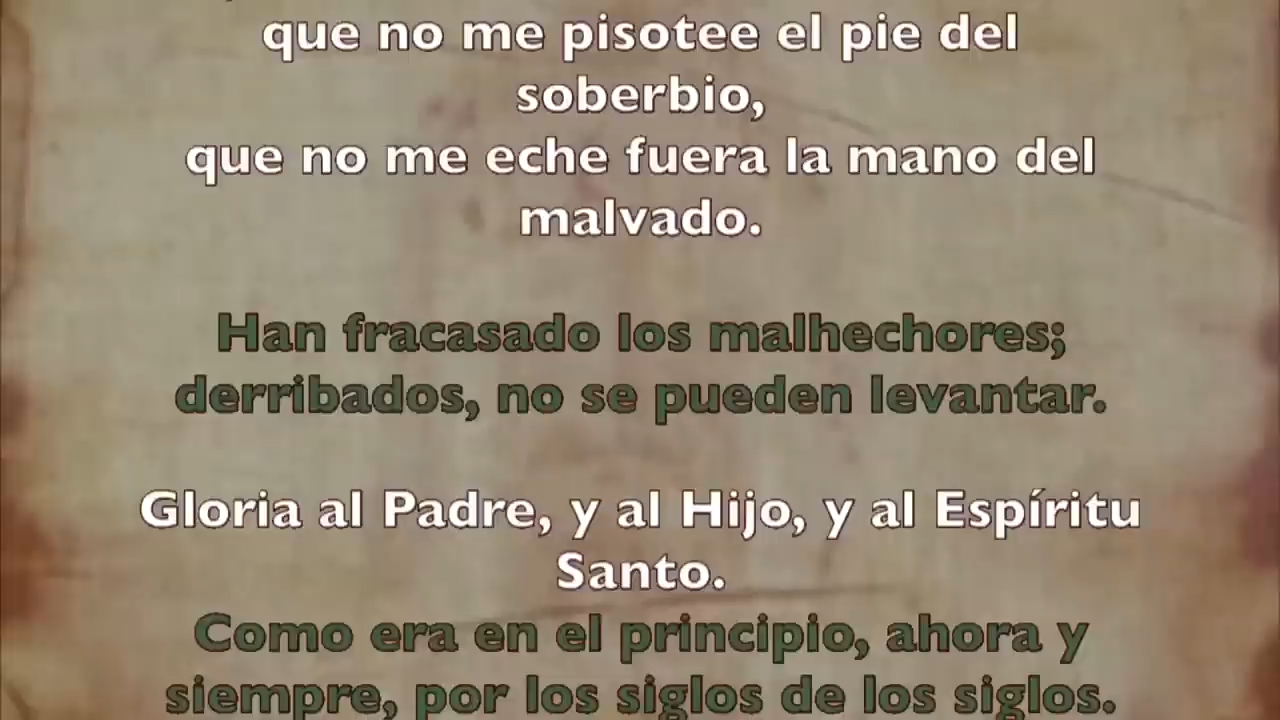 que no me pisotee el pie del
soberbio,
que no me eche fuera la mano del
malvado.
Han fracasado los malhechores;
derribados, no se pueden levantar.
Gloria al Padre, y al Hijo, y al Espíritu
Santo.
Como era en el principio, ahora y
siempre, por los siglos de los siglos.